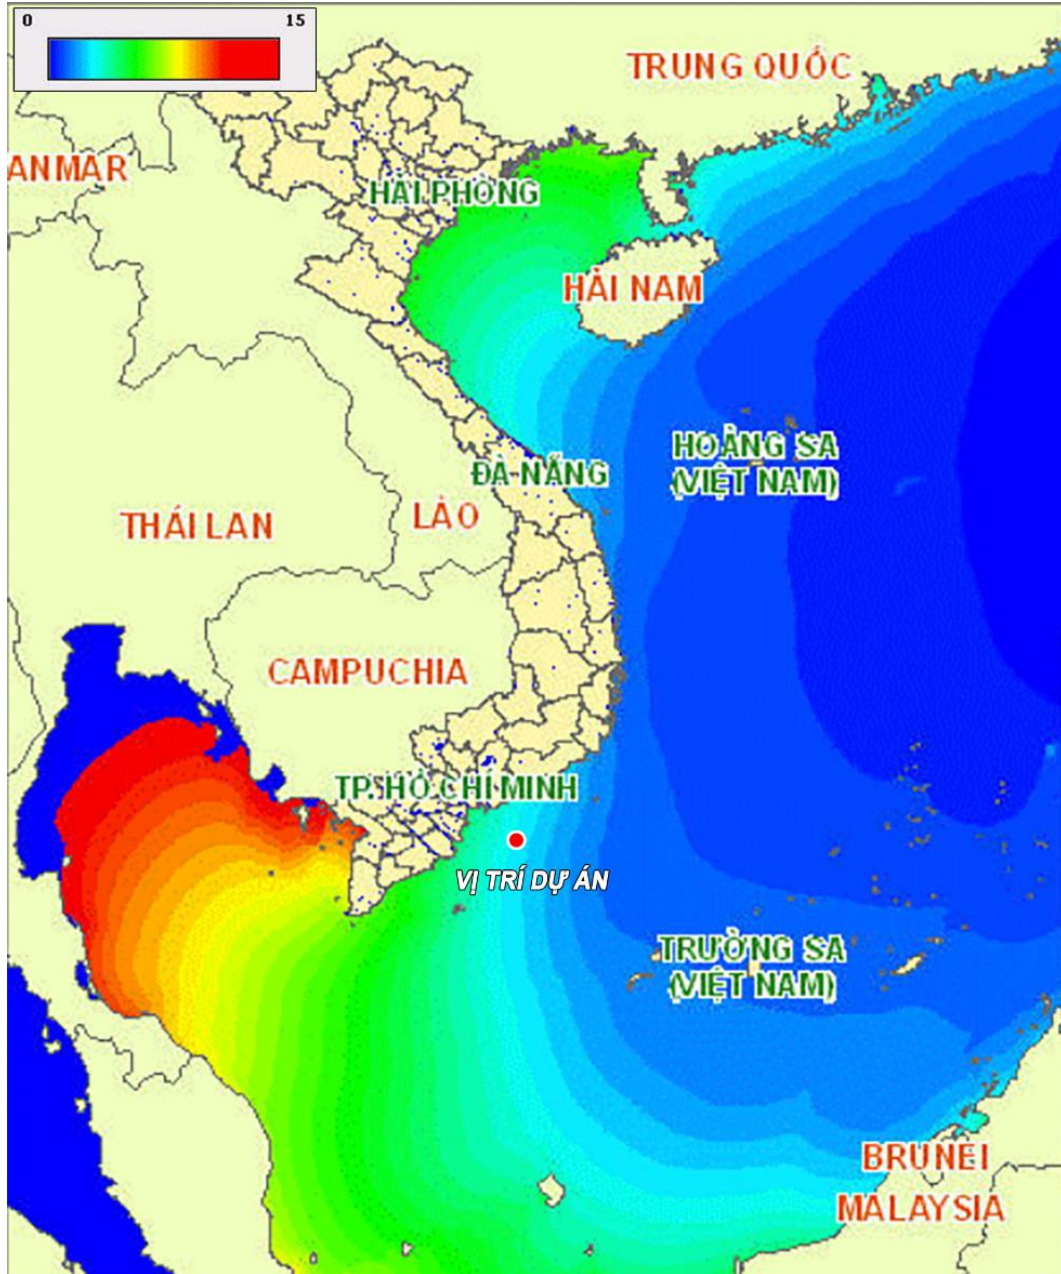 0 15
TRUNG QUỐC
ANMAR
HẢI PHÒNG
HẢI NAM
HOÀNG SA
(VIỆT NAM)
ĐÀ NẴNG
LÀO
THÁI LAN
CAMPUCHIA
TP. HỒ CHÍ MINH
VỊ TRÍ DỰ ÁN
TRƯỜNG SA
(VIỆT NAM)
BRUNEI
MALAYSIA